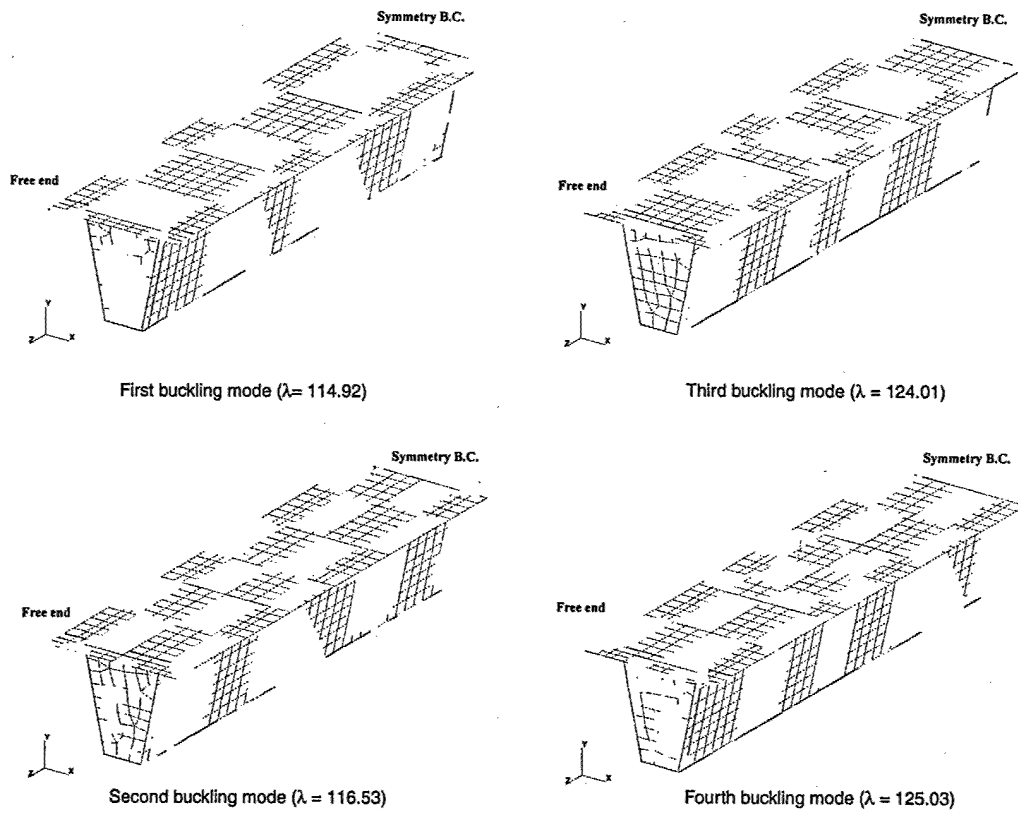 Symmetry B.C.
Free end
Y
Z
X
First buckling mode (λ= 114.92)
Symmetry B.C.
Free end
Y
Z
X
Third buckling mode (λ = 124.01)
Symmetry B.C.
Free end
Y
Z
X
Second buckling mode (λ = 116.53)
Symmetry B.C.
Free end
Y
Z
X
Fourth buckling mode (λ = 125.03)